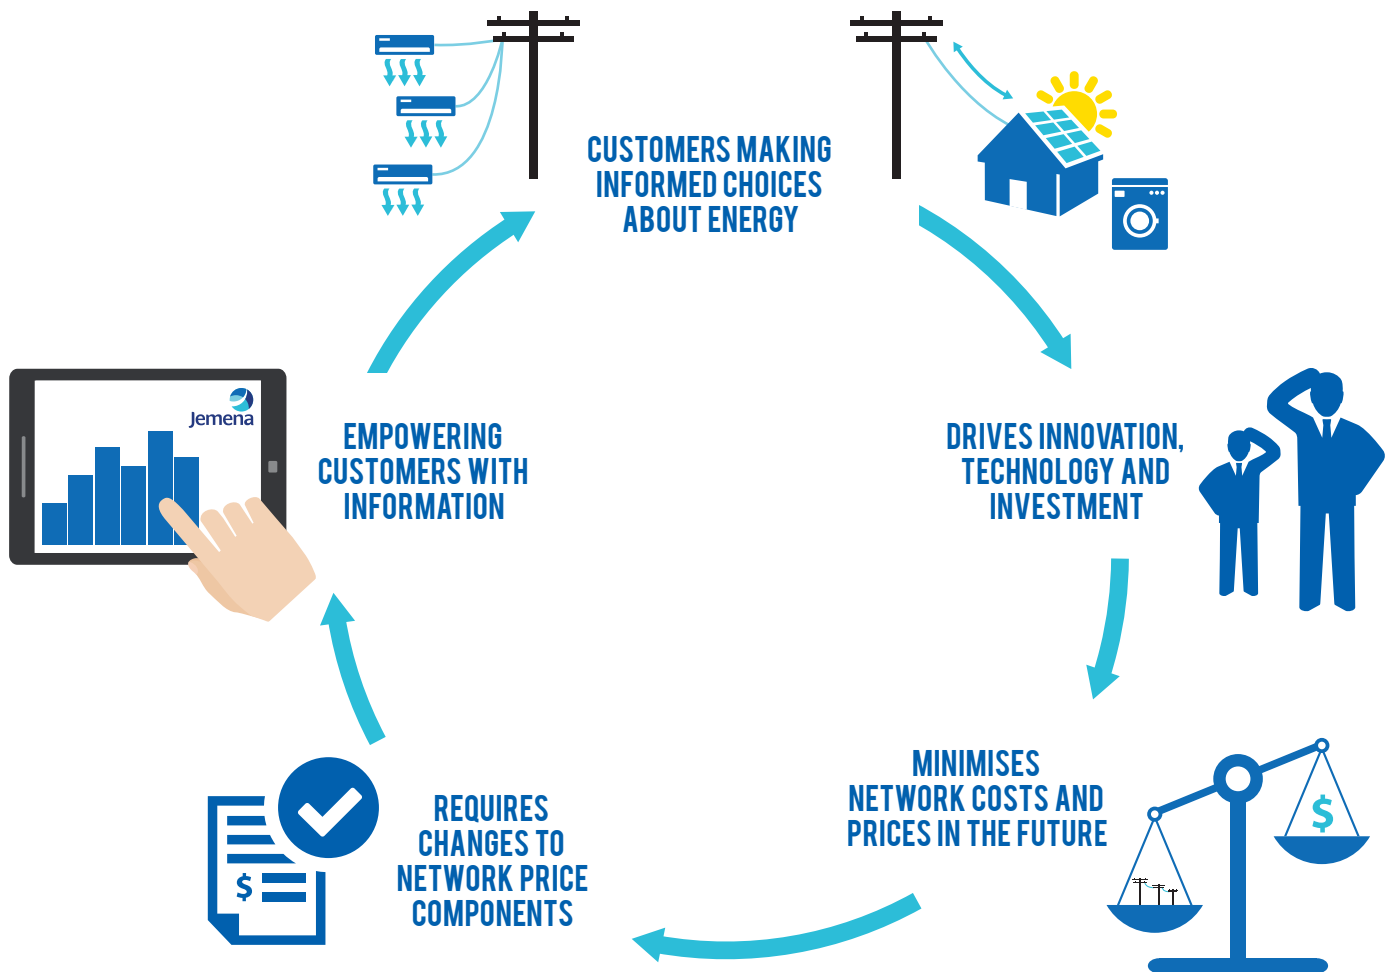 CUSTOMERS MAKING
INFORMED CHOICES
ABOUT ENERGY
Jemena
EMPOWERING
CUSTOMERS WITH
INFORMATION
DRIVES INNOVATION,
TECHNOLOGY AND
INVESTMENT
MINIMISES
NETWORK COSTS AND
PRICES IN THE FUTURE
$
REQUIRES
CHANGES TO
NETWORK PRICE
COMPONENTS
$